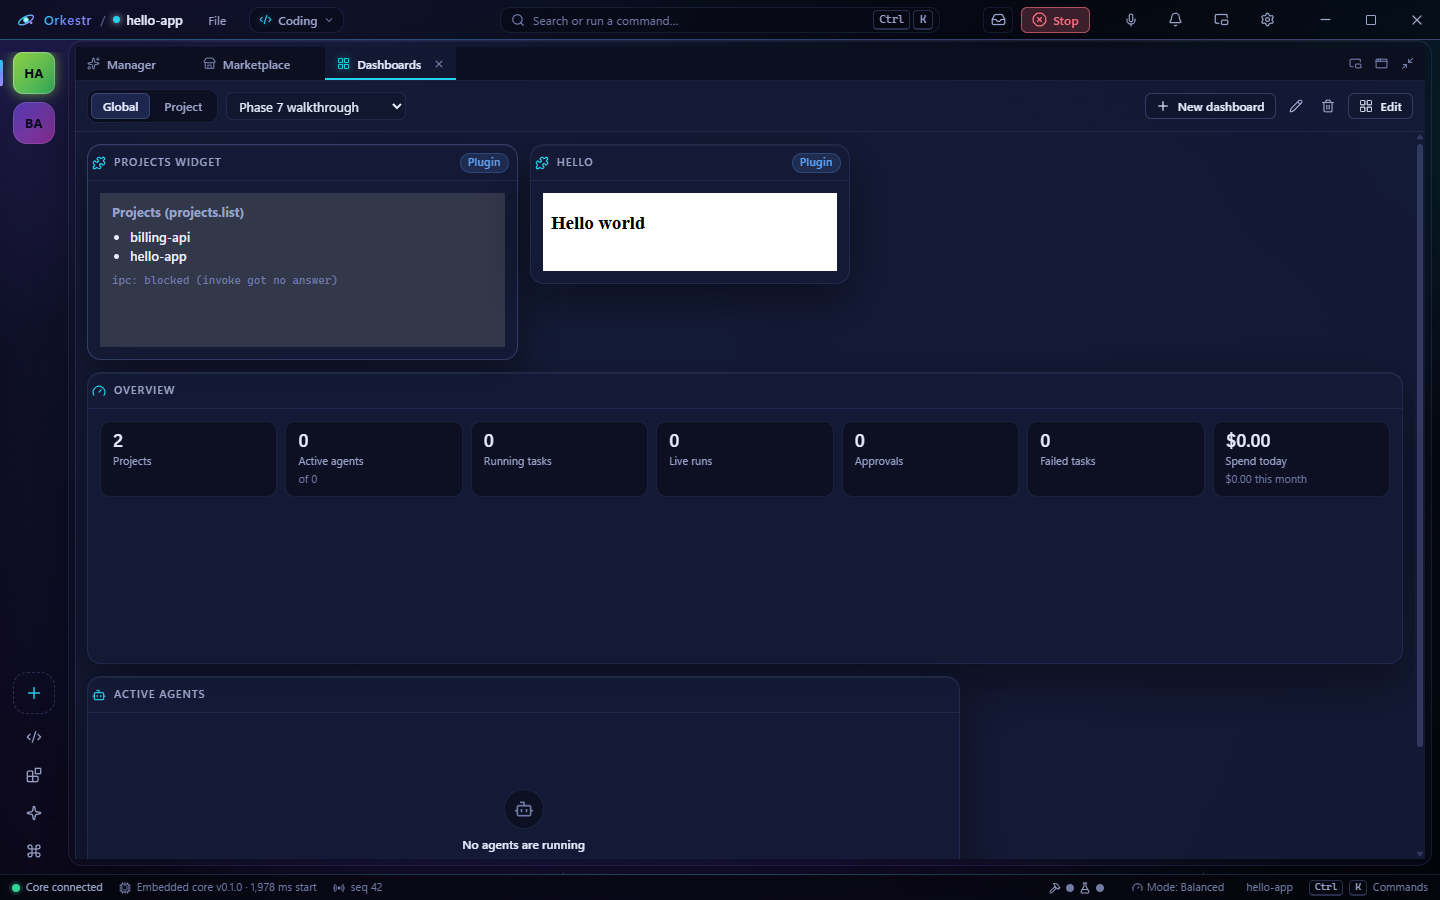 Orkestr / hello-app File Coding Search or run a command... Ctrl K Stop
HA
BA
Manager Marketplace Dashboards
Global Project Phase 7 walkthrough New dashboard Edit
PROJECTS WIDGET Plugin
Projects (projects.list)
billing-api
hello-app
ipc: blocked (invoke got no answer)
HELLO Plugin
Hello world
OVERVIEW
2
Projects
0
Active agents
of 0
0
Running tasks
0
Live runs
0
Approvals
0
Failed tasks
$0.00
Spend today
$0.00 this month
ACTIVE AGENTS
No agents are running
Core connected Embedded core v0.1.0 · 1,978 ms start seq 42 Mode: Balanced hello-app Ctrl K Commands